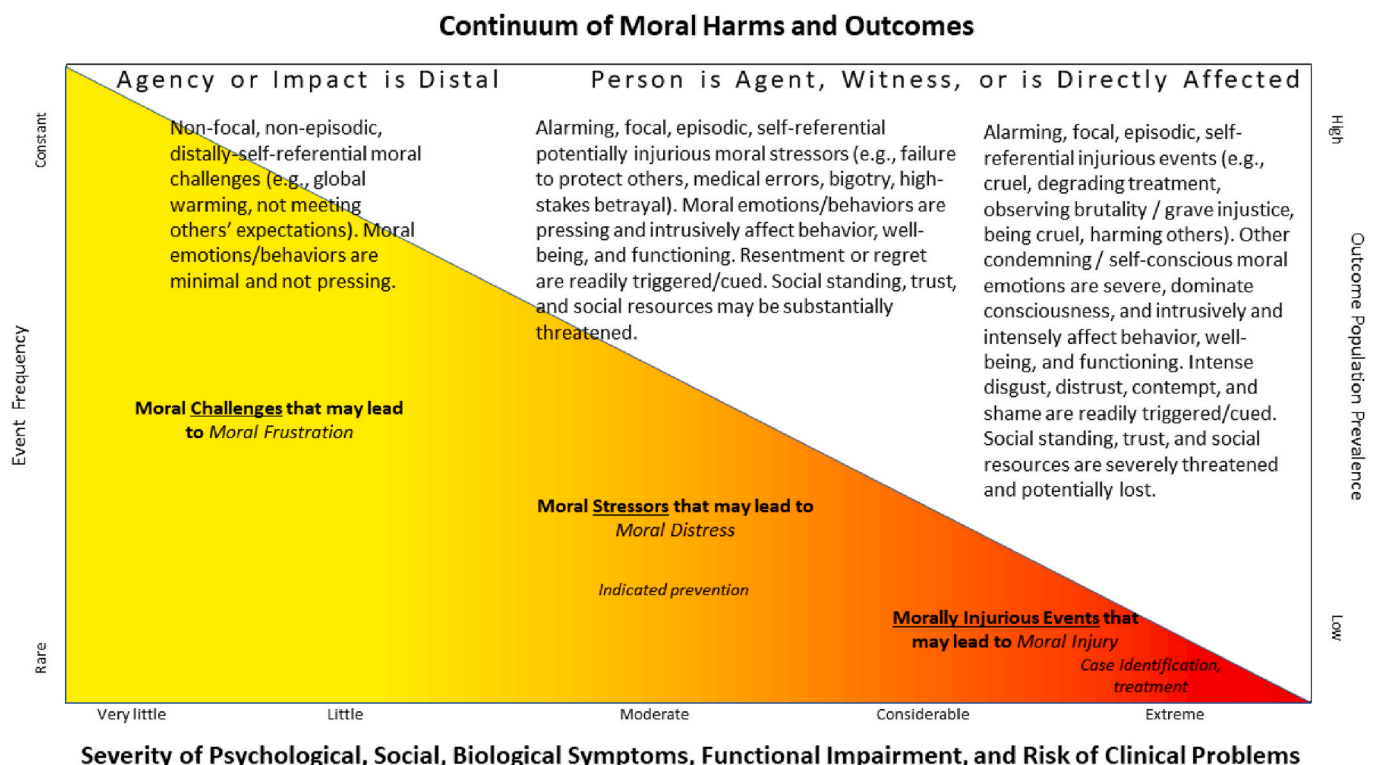 Continuum of Moral Harms and Outcomes
Agency or Impact is Distal
Person is Agent, Witness, or is Directly Affected
Constant
Event Frequency
Rare
Non-focal, non-episodic,
distally-self-referential moral
challenges (e.g., global
warming, not meeting
others’ expectations). Moral
emotions/behaviors are
minimal and not pressing.
Alarming, focal, episodic, self-referential
potentially injurious moral stressors (e.g., failure
to protect others, medical errors, bigotry, high-
stakes betrayal). Moral emotions/behaviors are
pressing and intrusively affect behavior, well-
being, and functioning. Resentment or regret
are readily triggered/cued. Social standing, trust,
and social resources may be substantially
threatened.
Alarming, focal, episodic, self-
referential injurious events (e.g.,
cruel, degrading treatment,
observing brutality / grave injustice,
being cruel, harming others). Other
condemning / self-conscious moral
emotions are severe, dominate
consciousness, and intrusively and
intensely affect behavior, well-
being, and functioning. Intense
disgust, distrust, contempt, and
shame are readily triggered/cued.
Social standing, trust, and social
resources are severely threatened
and potentially lost.
High
Outcome Population Prevalence
Low
Moral Challenges that may lead
to Moral Frustration
Moral Stressors that may lead to
Moral Distress
Indicated prevention
Morally Injurious Events that
may lead to Moral Injury
Case identification,
treatment
Very little
Little
Moderate
Considerable
Extreme
Severity of Psychological, Social, Biological Symptoms, Functional Impairment, and Risk of Clinical Problems